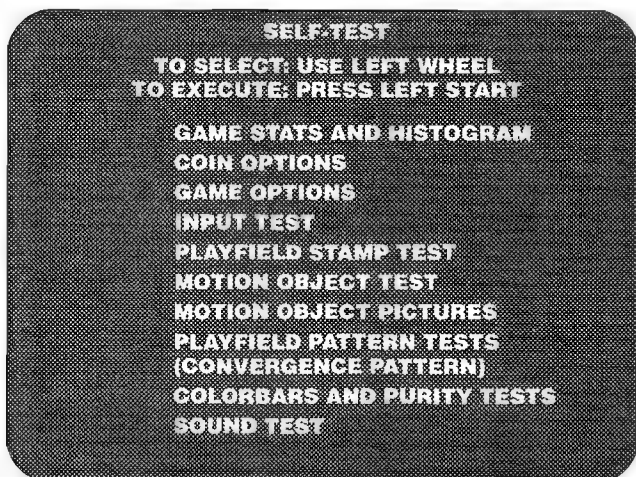 SELF-TEST
TO SELECT: USE LEFT WHEEL
TO EXECUTE: PRESS LEFT START
GAME STATS AND HISTOGRAM
COIN OPTIONS
GAME OPTIONS
INPUT TEST
PLAYFIELD STAMP TEST
MOTION OBJECT TEST
MOTION OBJECT PICTURES
PLAYFIELD PATTERN TESTS
(CONVERGENCE PATTERN)
COLORBARS AND PURITY TESTS
SOUND TEST